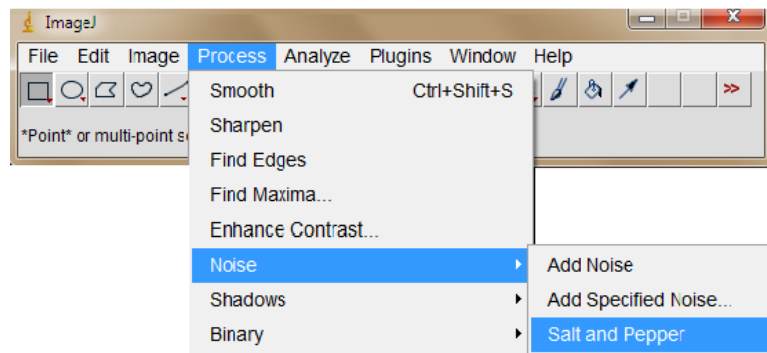 ImageJ
File Edit Image Process Analyze Plugins Window Help
>>
*Point* or multi-point s
Smooth Ctrl+Shift+S
Sharpen
Find Edges
Find Maxima...
Enhance Contrast...
Noise
Add Noise
Shadows
Add Specified Noise...
Binary
Salt and Pepper